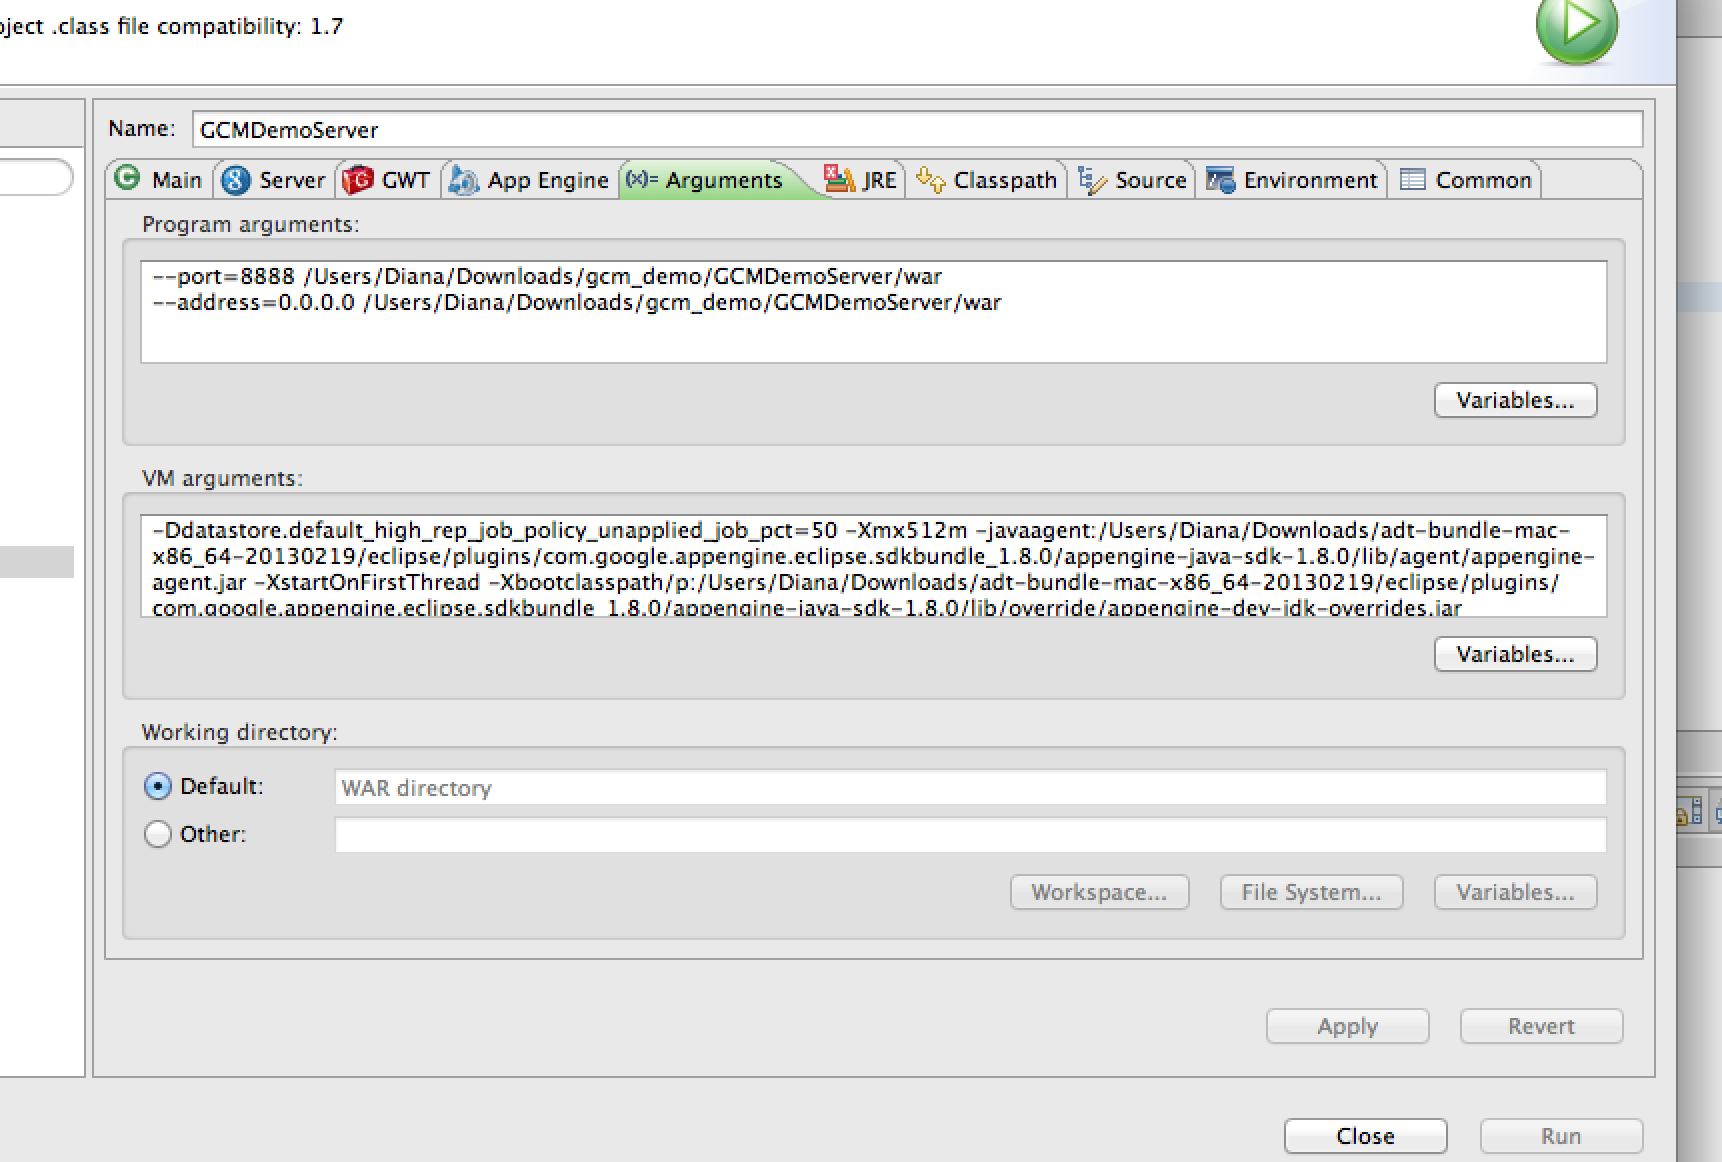 ject .class file compatibility: 1.7
Name: GCMDemoServer
Main Server GWT App Engine (x)= Arguments JRE Classpath Source Environment Common
Program arguments:
--port=8888 /Users/Diana/Downloads/gcm_demo/GCMDemoServer/war
--address=0.0.0.0 /Users/Diana/Downloads/gcm_demo/GCMDemoServer/war
Variables...
VM arguments:
-Ddatastore.default_high_rep_job_policy_unapplied_job_pct=50 -Xmx512m -javaagent:/Users/Diana/Downloads/adt-bundle-mac-
x86_64-20130219/eclipse/plugins/com.google.appengine.eclipse.sdkbundle_1.8.0/appengine-java-sdk-1.8.0/lib/agent/appengine-
agent.jar -XstartOnFirstThread -Xbootclasspath/p:/Users/Diana/Downloads/adt-bundle-mac-x86_64-20130219/eclipse/plugins/
com.google.appengine.eclipse.sdkbundle_1.8.0/appengine-java-sdk-1.8.0/lib/override/appengine-dev-jdk-overrides.jar
Variables...
Working directory:
Default: WAR directory
Other:
Workspace... File System... Variables...
Apply Revert
Close Run